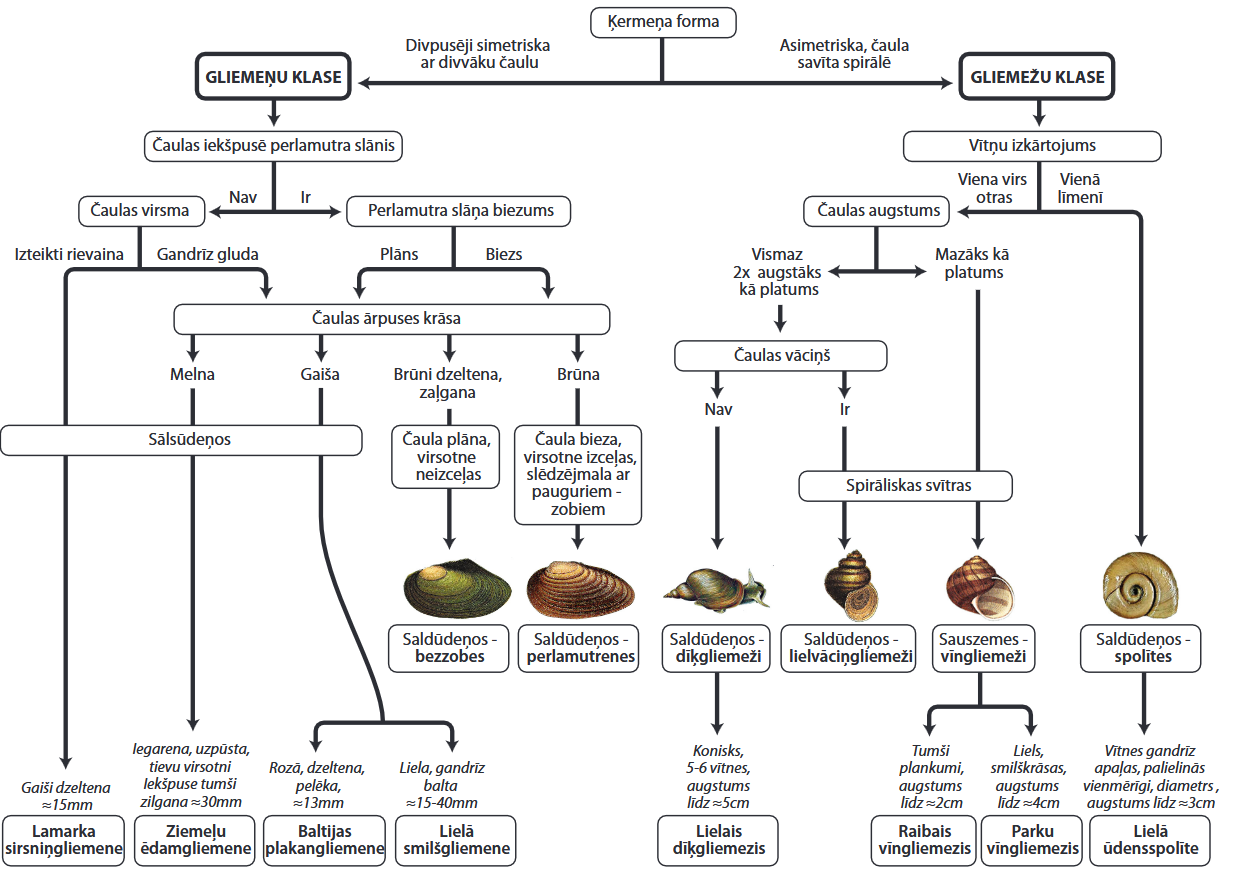 Ķermeņa forma
Divpusēji simetriska
ar divvāku čaulu
Asimetriska, čaula
savīta spirālē
GLIEMEŅU KLASE
GLIEMEŽU KLASE
Čaulas iekšpusē perlamutra slānis
Vītņu izkārtojums
Nav
Ir
Viena virs
otras
Vienā
līmenī
Čaulas virsma
Perlamutra slāņa biezums
Čaulas augstums
Izteikti rievaina
Gandrīz gluda
Plāns
Biezs
Vismaz
2x augstāks
kā platums
Mazāks kā
platums
Čaulas ārpuses krāsa
Čaulas vāciņš
Melna
Gaiša
Brūni dzeltena,
zaļgana
Brūna
Nav
Ir
Sālsūdeņos
Čaula plāna,
virsotne
neizceļas
Čaula bieza,
virsotne izceļas,
slēdzējmala ar
pauguriem -
zobiem
Spirāliskas svītras
Saldūdeņos -
bezzobes
Saldūdeņos -
perlamutrenes
Saldūdeņos -
dīķgliemeži
Saldūdeņos -
lielvāciņgliemeži
Sauszemes -
vīngliemeži
Saldūdeņos -
spolītes
Gaiši dzeltena
≈15mm
Iegarena, uzpūsta,
tievu virsotni
Iekšpuse tumši
zilgana ≈30mm
Rozā, dzeltena,
pelēka,
≈13mm
Liela, gandrīz
balta
≈15-40mm
Konisks,
5-6 vītnes,
augstums
līdz ≈5cm
Tumši
plankumi,
augstums
līdz ≈2cm
Liels,
smilškrāsas,
augstums
līdz ≈4cm
Vītnes gandrīz
apaļas, palielinās
vienmērīgi, diametrs ,
augstums līdz ≈3cm
Lamarka
sirsniņgliemene
Ziemeļu
ēdamgliemene
Baltijas
plakangliemene
Lielā
smilšgliemene
Lielais
dīķgliemezis
Raibais
vīngliemezis
Parku
vīngliemezis
Lielā
ūdensspolīte